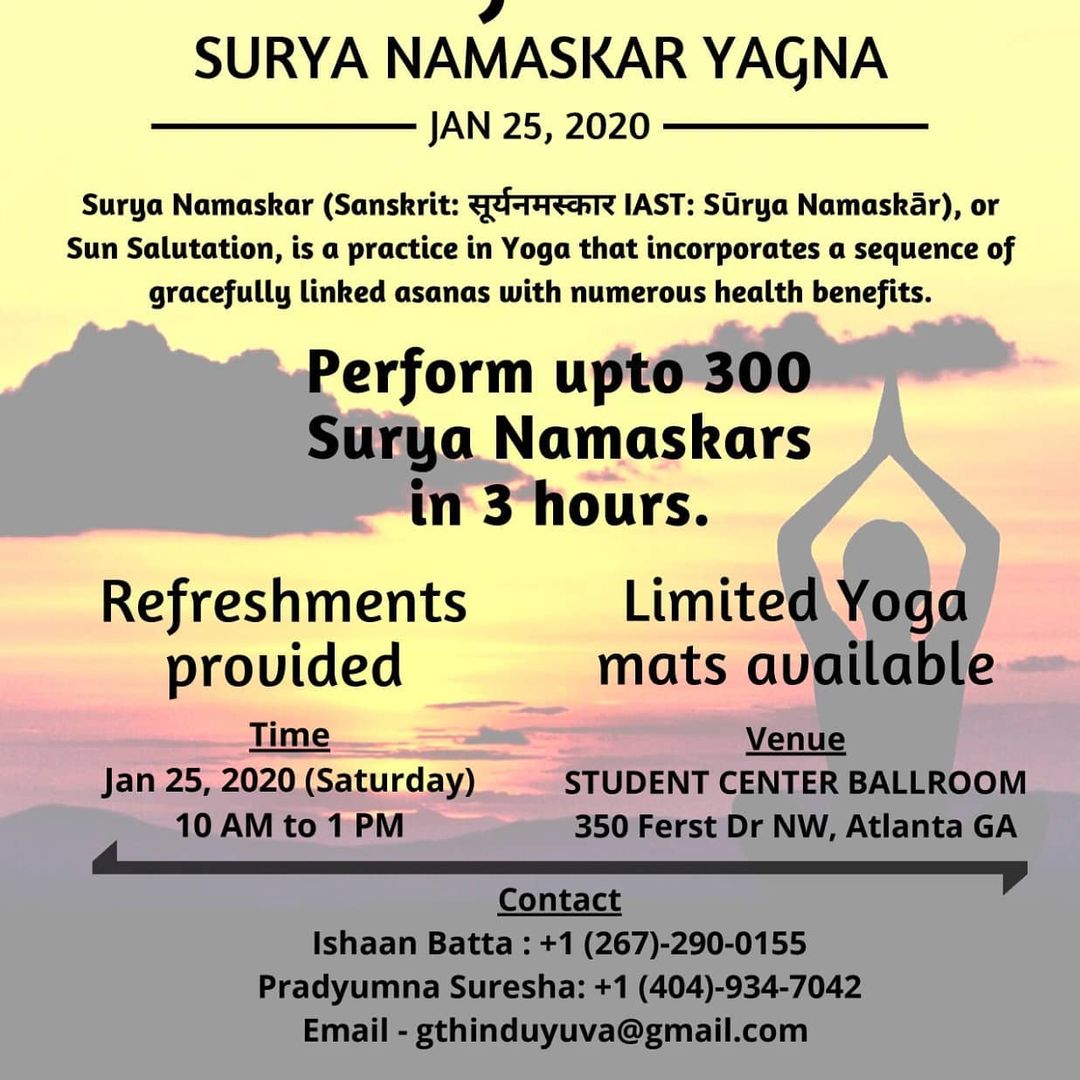 SURYA NAMASKAR YAGNA
JAN 25, 2020
Surya Namaskar (Sanskrit: सूर्यनमस्कार IAST: Sūrya Namaskār), or
Sun Salutation, is a practice in Yoga that incorporates a sequence of
gracefully linked asanas with numerous health benefits.
Perform upto 300
Surya Namaskars
in 3 hours.
Refreshments
provided
Limited Yoga
mats available
Time
Jan 25, 2020 (Saturday)
10 AM to 1 PM
Venue
STUDENT CENTER BALLROOM
350 Ferst Dr NW, Atlanta GA
Contact
Ishaan Batta : +1 (267)-290-0155
Pradyumna Suresha: +1 (404)-934-7042
Email - gthinduyuva@gmail.com